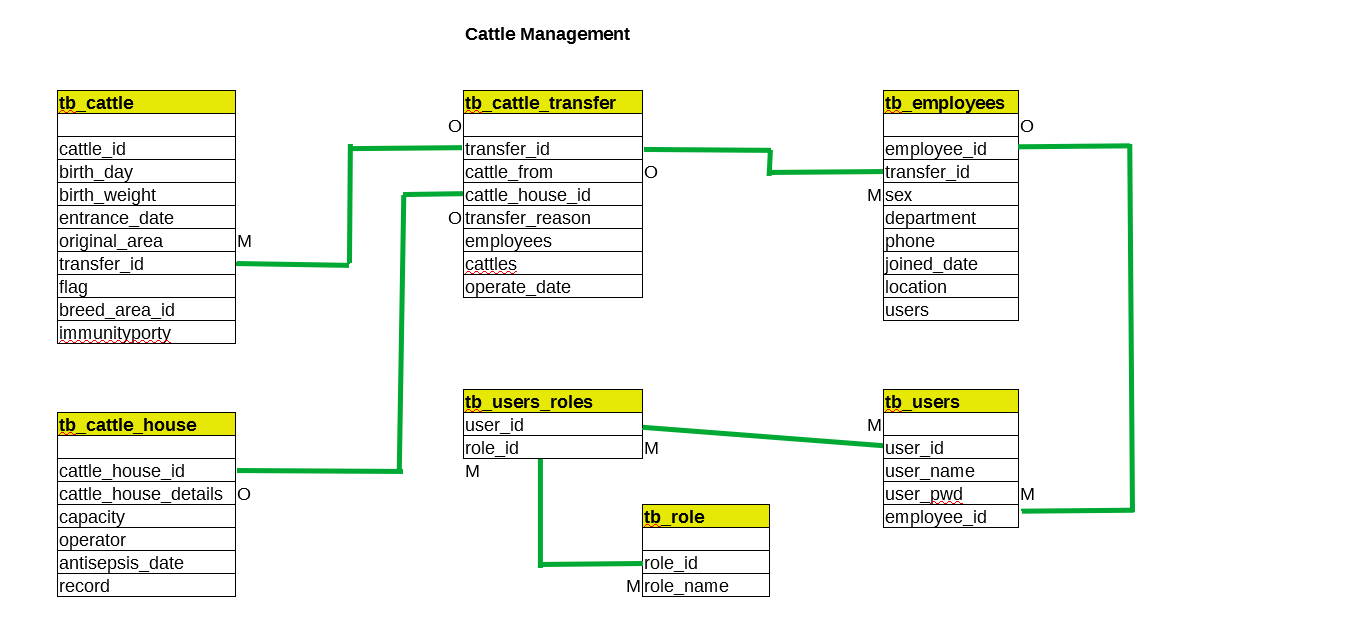 Cattle Management
tb_cattle
cattle_id
birth_day
birth_weight
entrance_date
original_area
M
transfer_id
flag
breed_area_id
immunityporty
tb_cattle_transfer
O
transfer_id
cattle_from
O
cattle_house_id
O
transfer_reason
employees
cattles
operate_date
tb_employees
O
employee_id
transfer_id
M
sex
department
phone
joined_date
location
users
tb_cattle_house
cattle_house_id
cattle_house_details
O
capacity
operator
antisepsis_date
record
tb_users_roles
user_id
role_id
M
M
tb_role
role_id
M
role_name
tb_users
M
user_id
user_name
user_pwd
M
employee_id